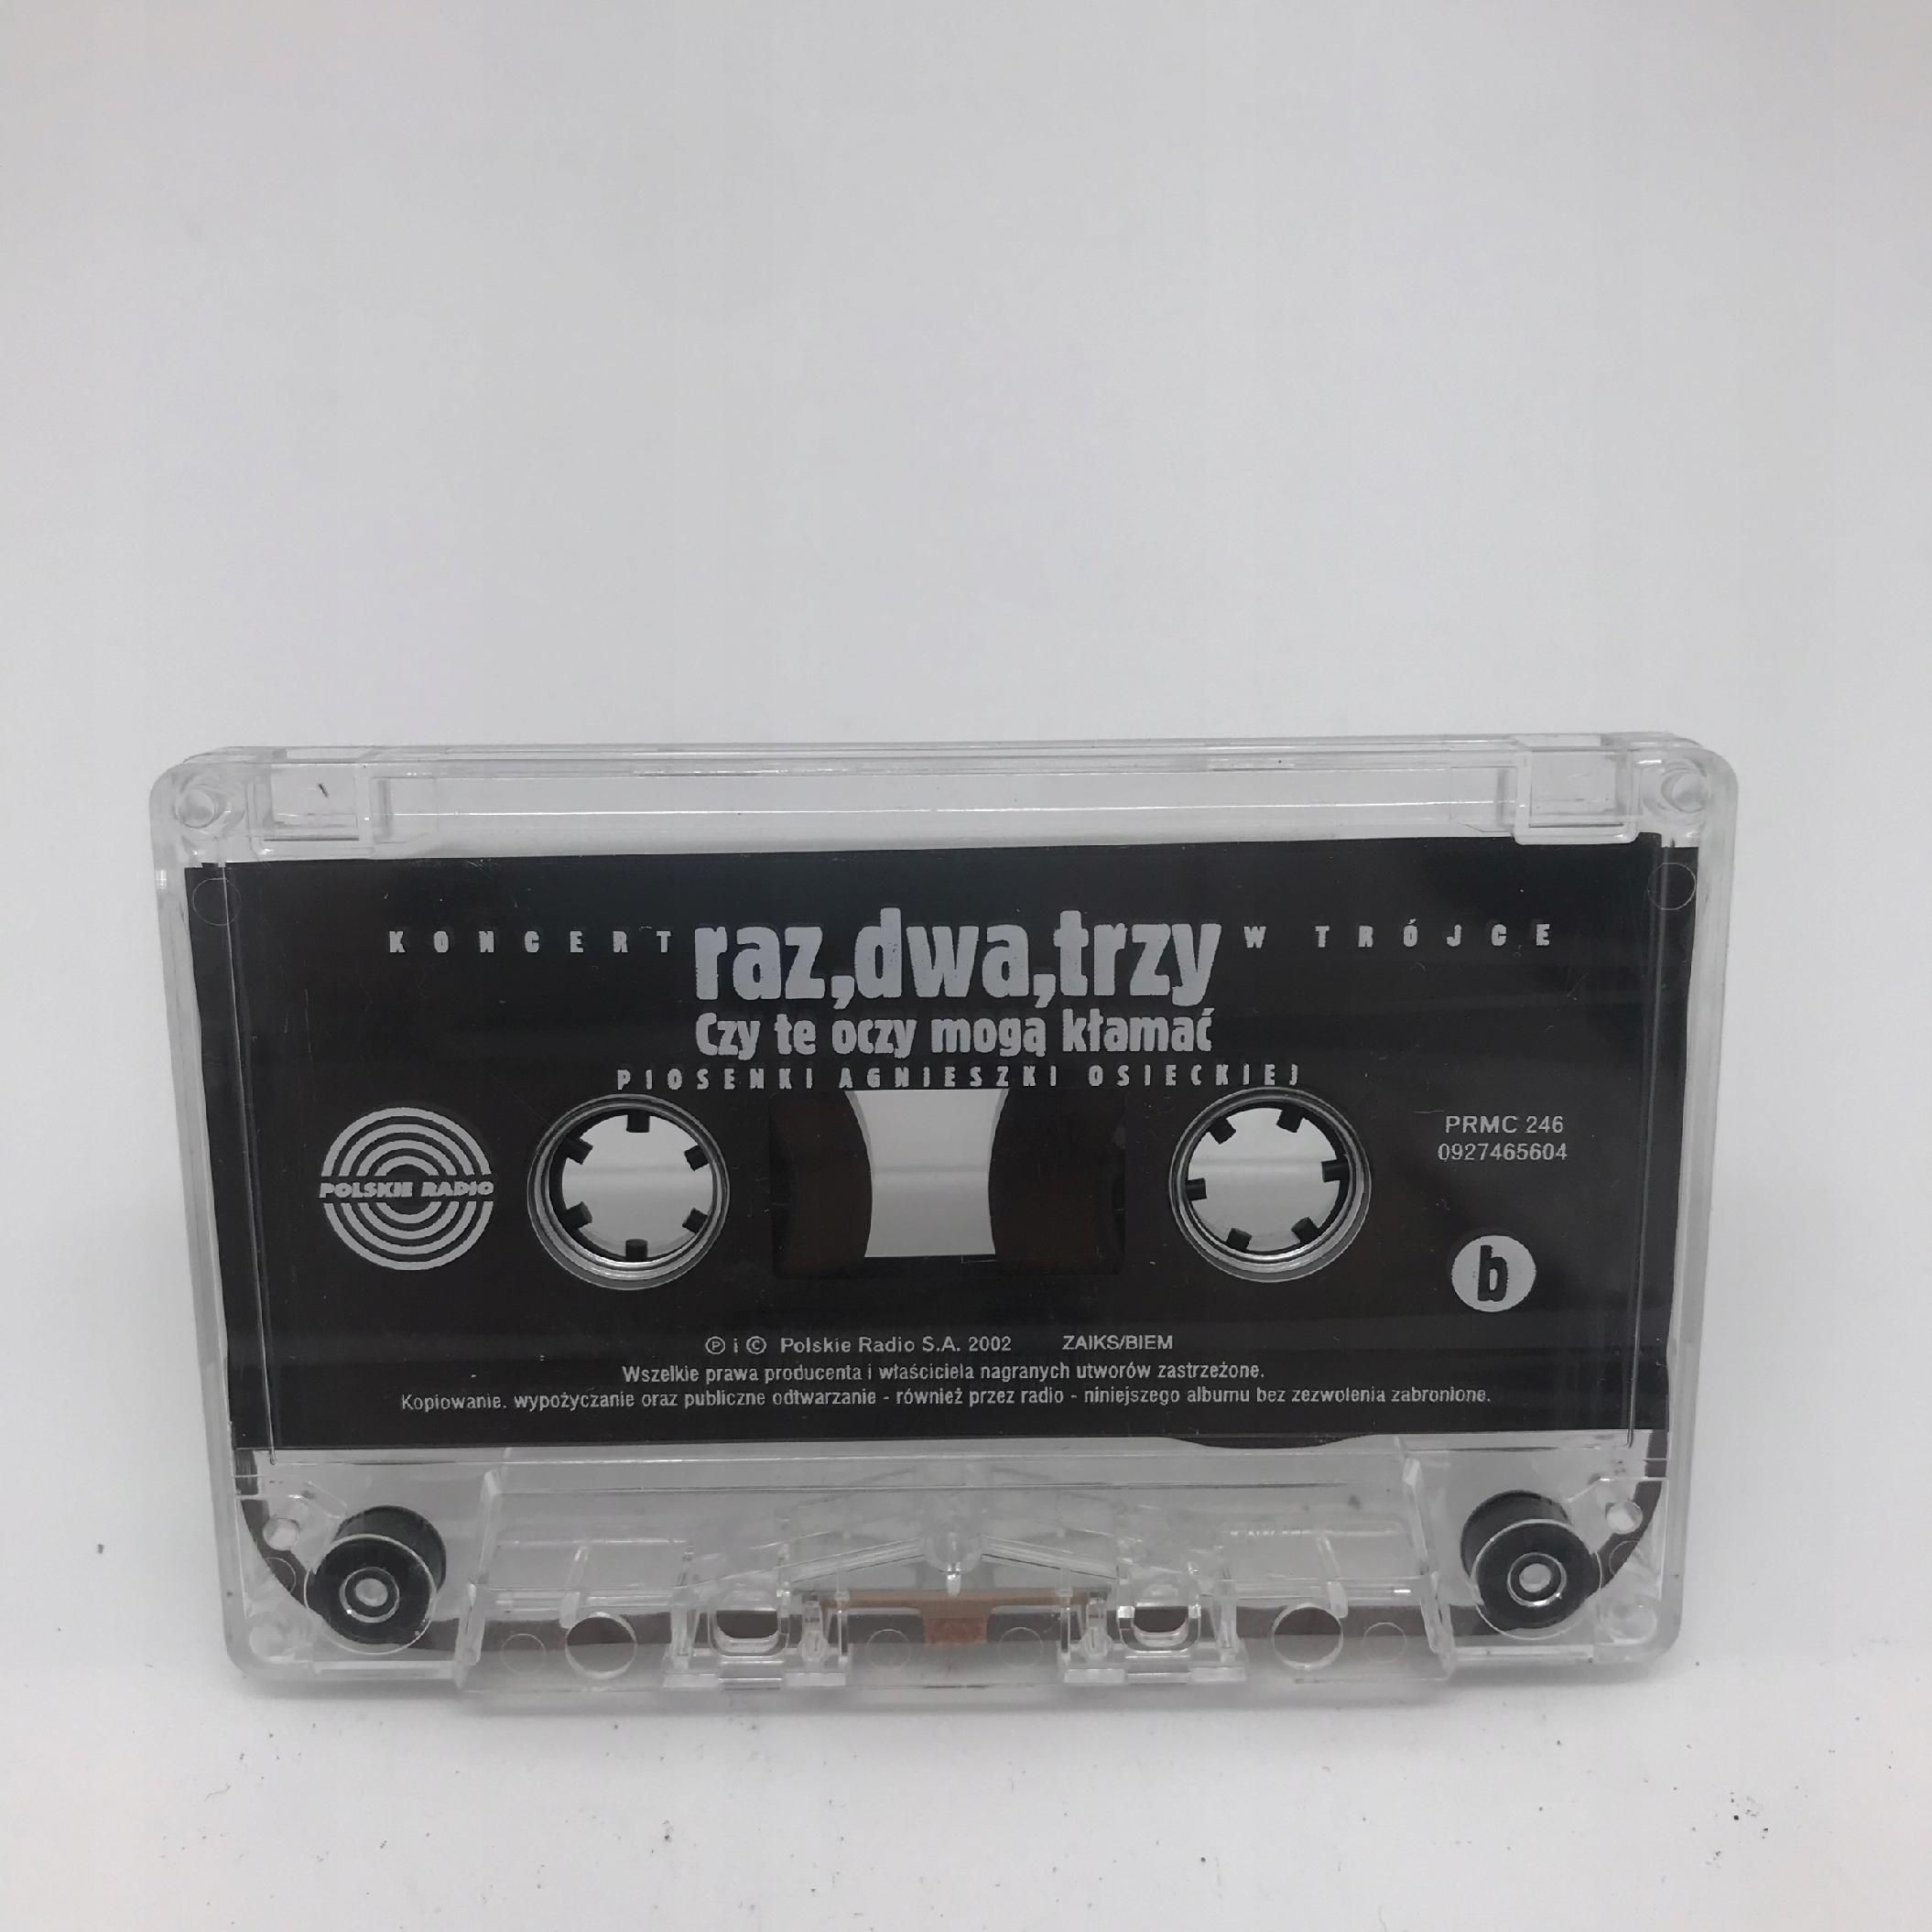 KONCERT raz,dwa,trzy W TRÓJCE
Czy te oczy mogą kłamać
PIOSENKI AGNIESZKI OSIECKIEJ
POLSKIE RADIO
PRMC 246
0927465604
b
Ⓟ i © Polskie Radio S.A. 2002 ZAIKS/BIEM
Wszelkie prawa producenta i właściciela nagranych utworów zastrzeżone.
Kopiowanie, wypożyczanie oraz publiczne odtwarzanie - również przez radio - niniejszego albumu bez zezwolenia zabronione.